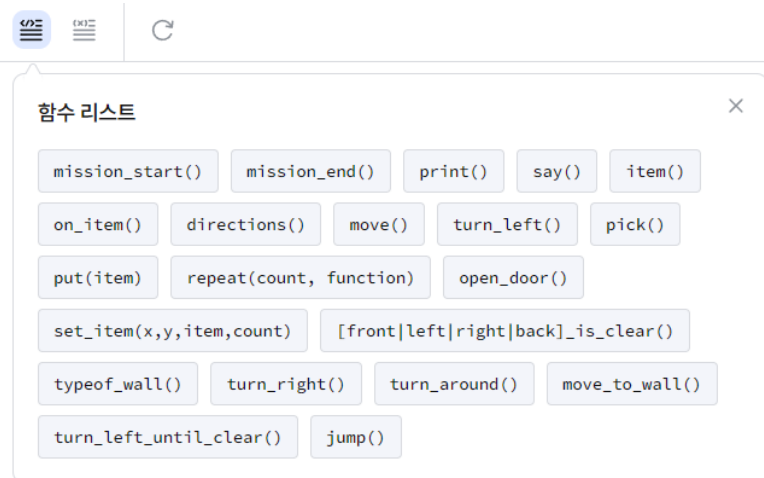 함수 리스트
mission_start() mission_end() print() say() item()
on_item() directions() move() turn_left() pick()
put(item) repeat(count, function) open_door()
set_item(x,y,item,count) [front|left|right|back]_is_clear()
typeof_wall() turn_right() turn_around() move_to_wall()
turn_left_until_clear() jump()